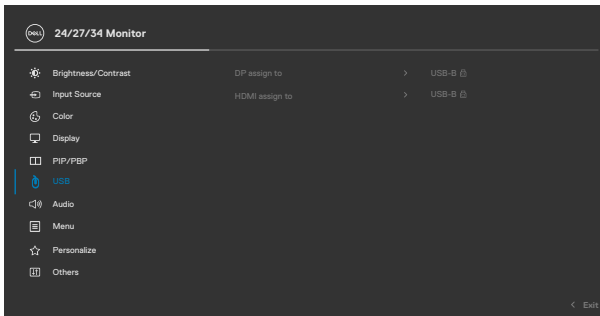 DELL
24/27/34 Monitor
Brightness/Contrast
DP assign to > USB-B
Input Source
HDMI assign to > USB-B
Color
Display
PIP/PBP
USB
Audio
Menu
Personalize
Others
< Exit